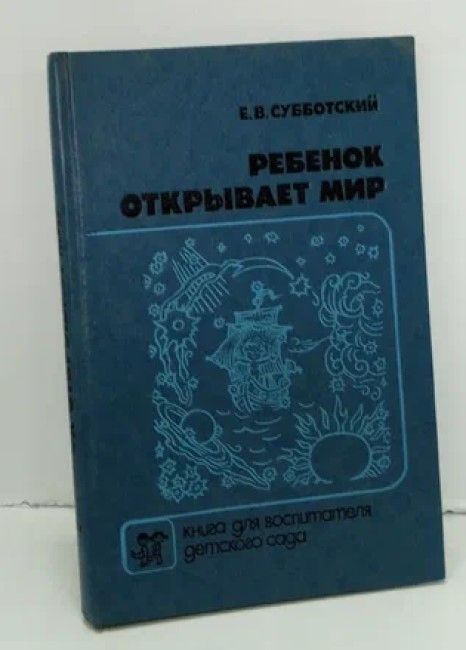 Е. В. СУББОТСКИЙ
РЕБЕНОК
ОТКРЫВАЕТ МИР
книга для воспитателя
детского сада